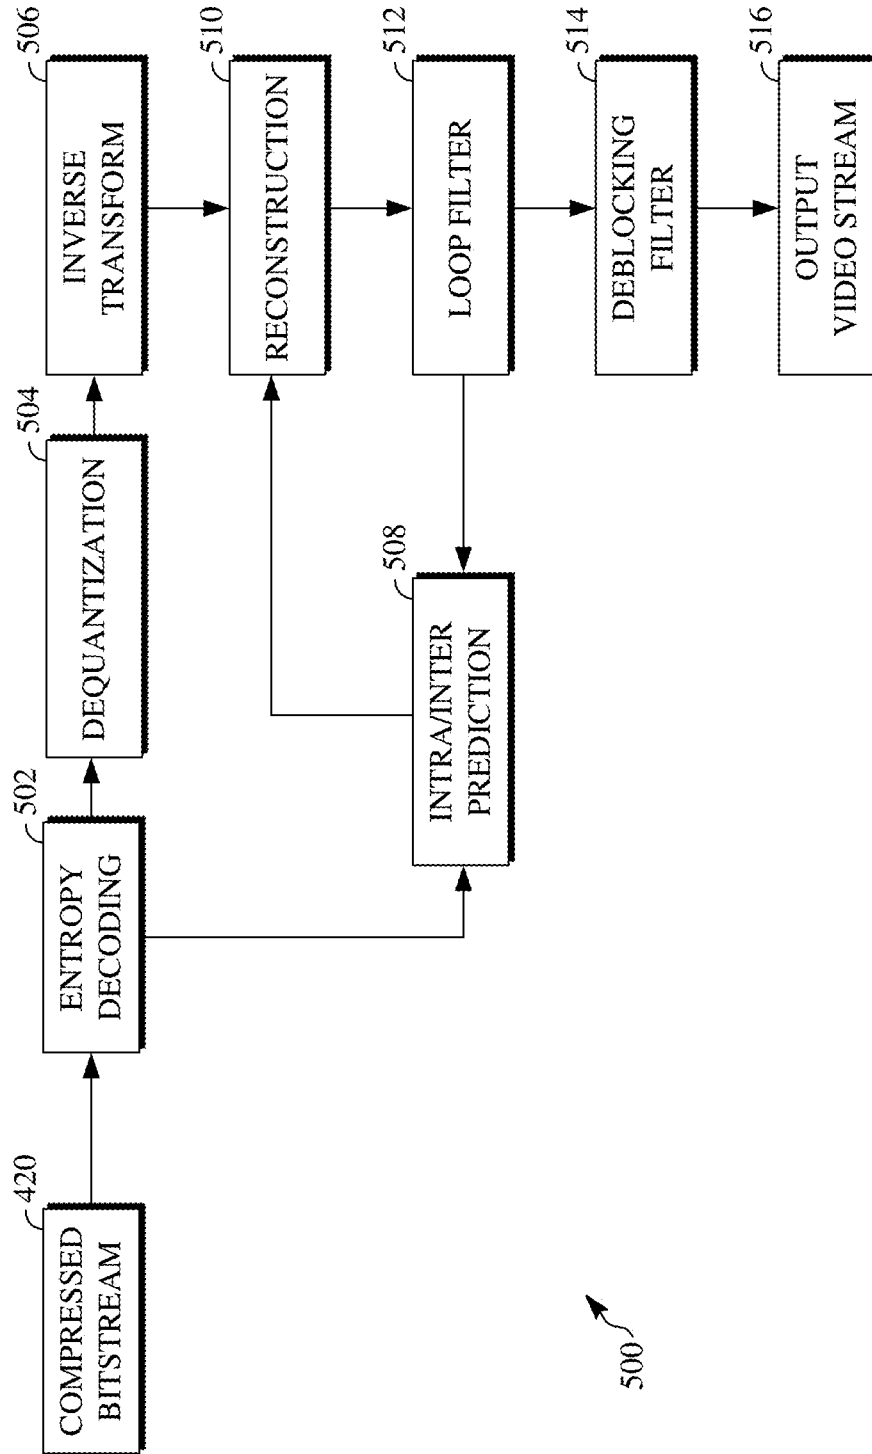 420
COMPRESSED
BITSTREAM
502
ENTROPY
DECODING
504
DEQUANTIZATION
506
INVERSE
TRANSFORM
508
INTRA/INTER
PREDICTION
510
RECONSTRUCTION
512
LOOP FILTER
514
DEBLOCKING
FILTER
516
OUTPUT
VIDEO STREAM
500